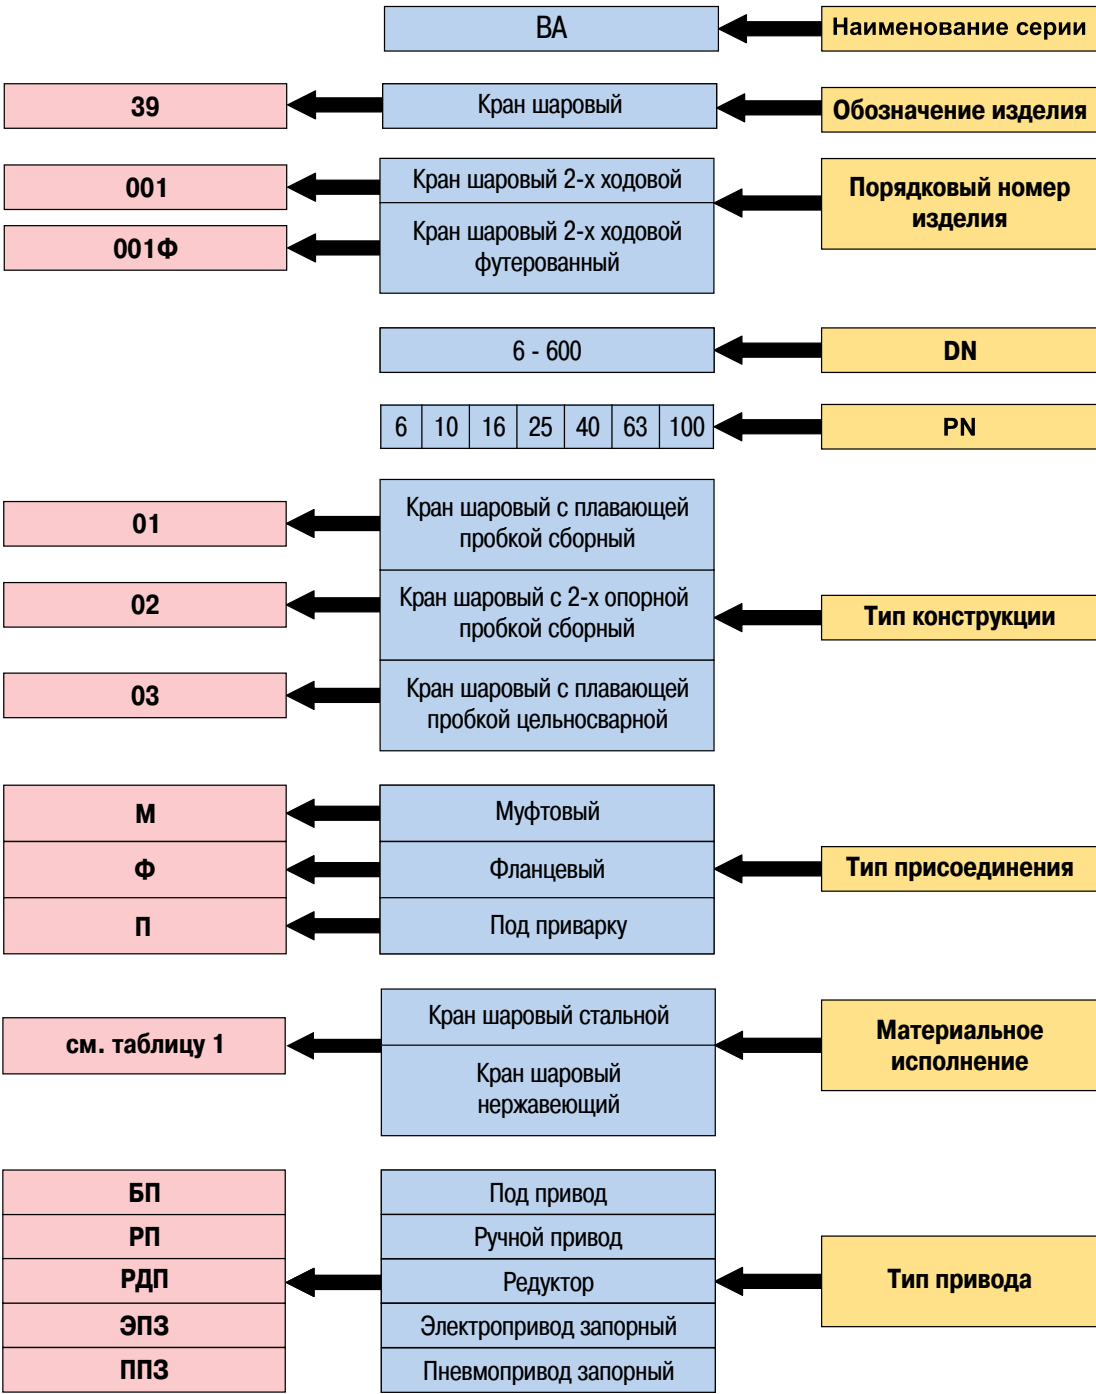 ВА
Наименование серии
39
Кран шаровый
Обозначение изделия
001
Кран шаровый 2-х ходовой
Порядковый номер
изделия
001Ф
Кран шаровый 2-х ходовой
футерованный
6 - 600
DN
6 10 16 25 40 63 100
PN
01
Кран шаровый с плавающей
пробкой сборный
02
Кран шаровый с 2-х опорной
пробкой сборный
Тип конструкции
03
Кран шаровый с плавающей
пробкой цельносварной
М
Муфтовый
Ф
Фланцевый
Тип присоединения
П
Под приварку
см. таблицу 1
Кран шаровый стальной
Кран шаровый
нержавеющий
Материальное
исполнение
БП
Под привод
РП
Ручной привод
РДП
Редуктор
Тип привода
ЭПЗ
Электропривод запорный
ППЗ
Пневмопривод запорный